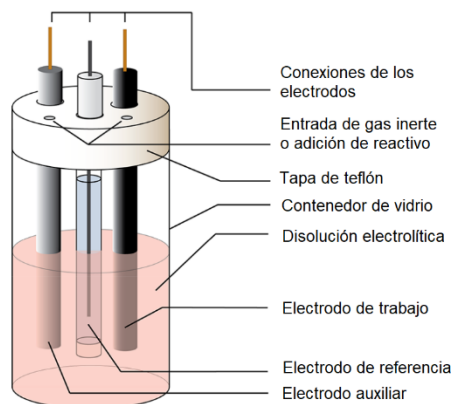 Conexiones de los
electrodos
Entrada de gas inerte
o adición de reactivo
Tapa de teflón
Contenedor de vidrio
Disolución electrolítica
Electrodo de trabajo
Electrodo de referencia
Electrodo auxiliar